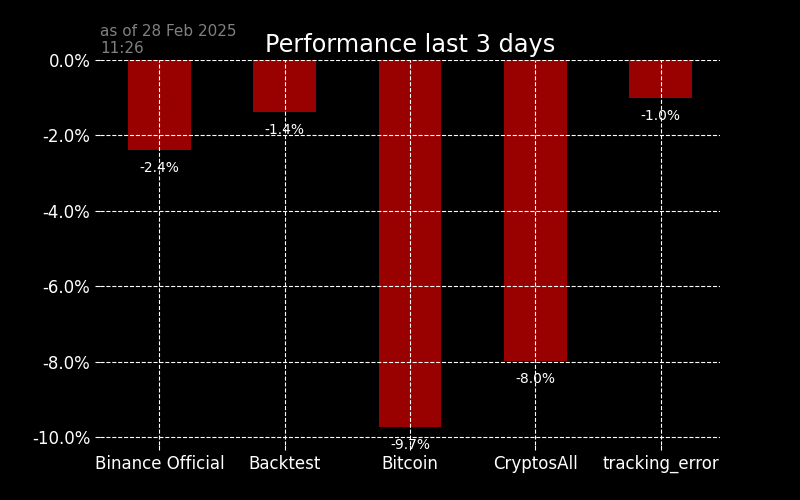 as of 28 Feb 2025
11:26
Performance last 3 days
0.0%
-2.0%
-4.0%
-6.0%
-8.0%
-10.0%
-2.4%
-1.4%
-9.7%
-8.0%
-1.0%
Binance Official
Backtest
Bitcoin
CryptosAll
tracking_error